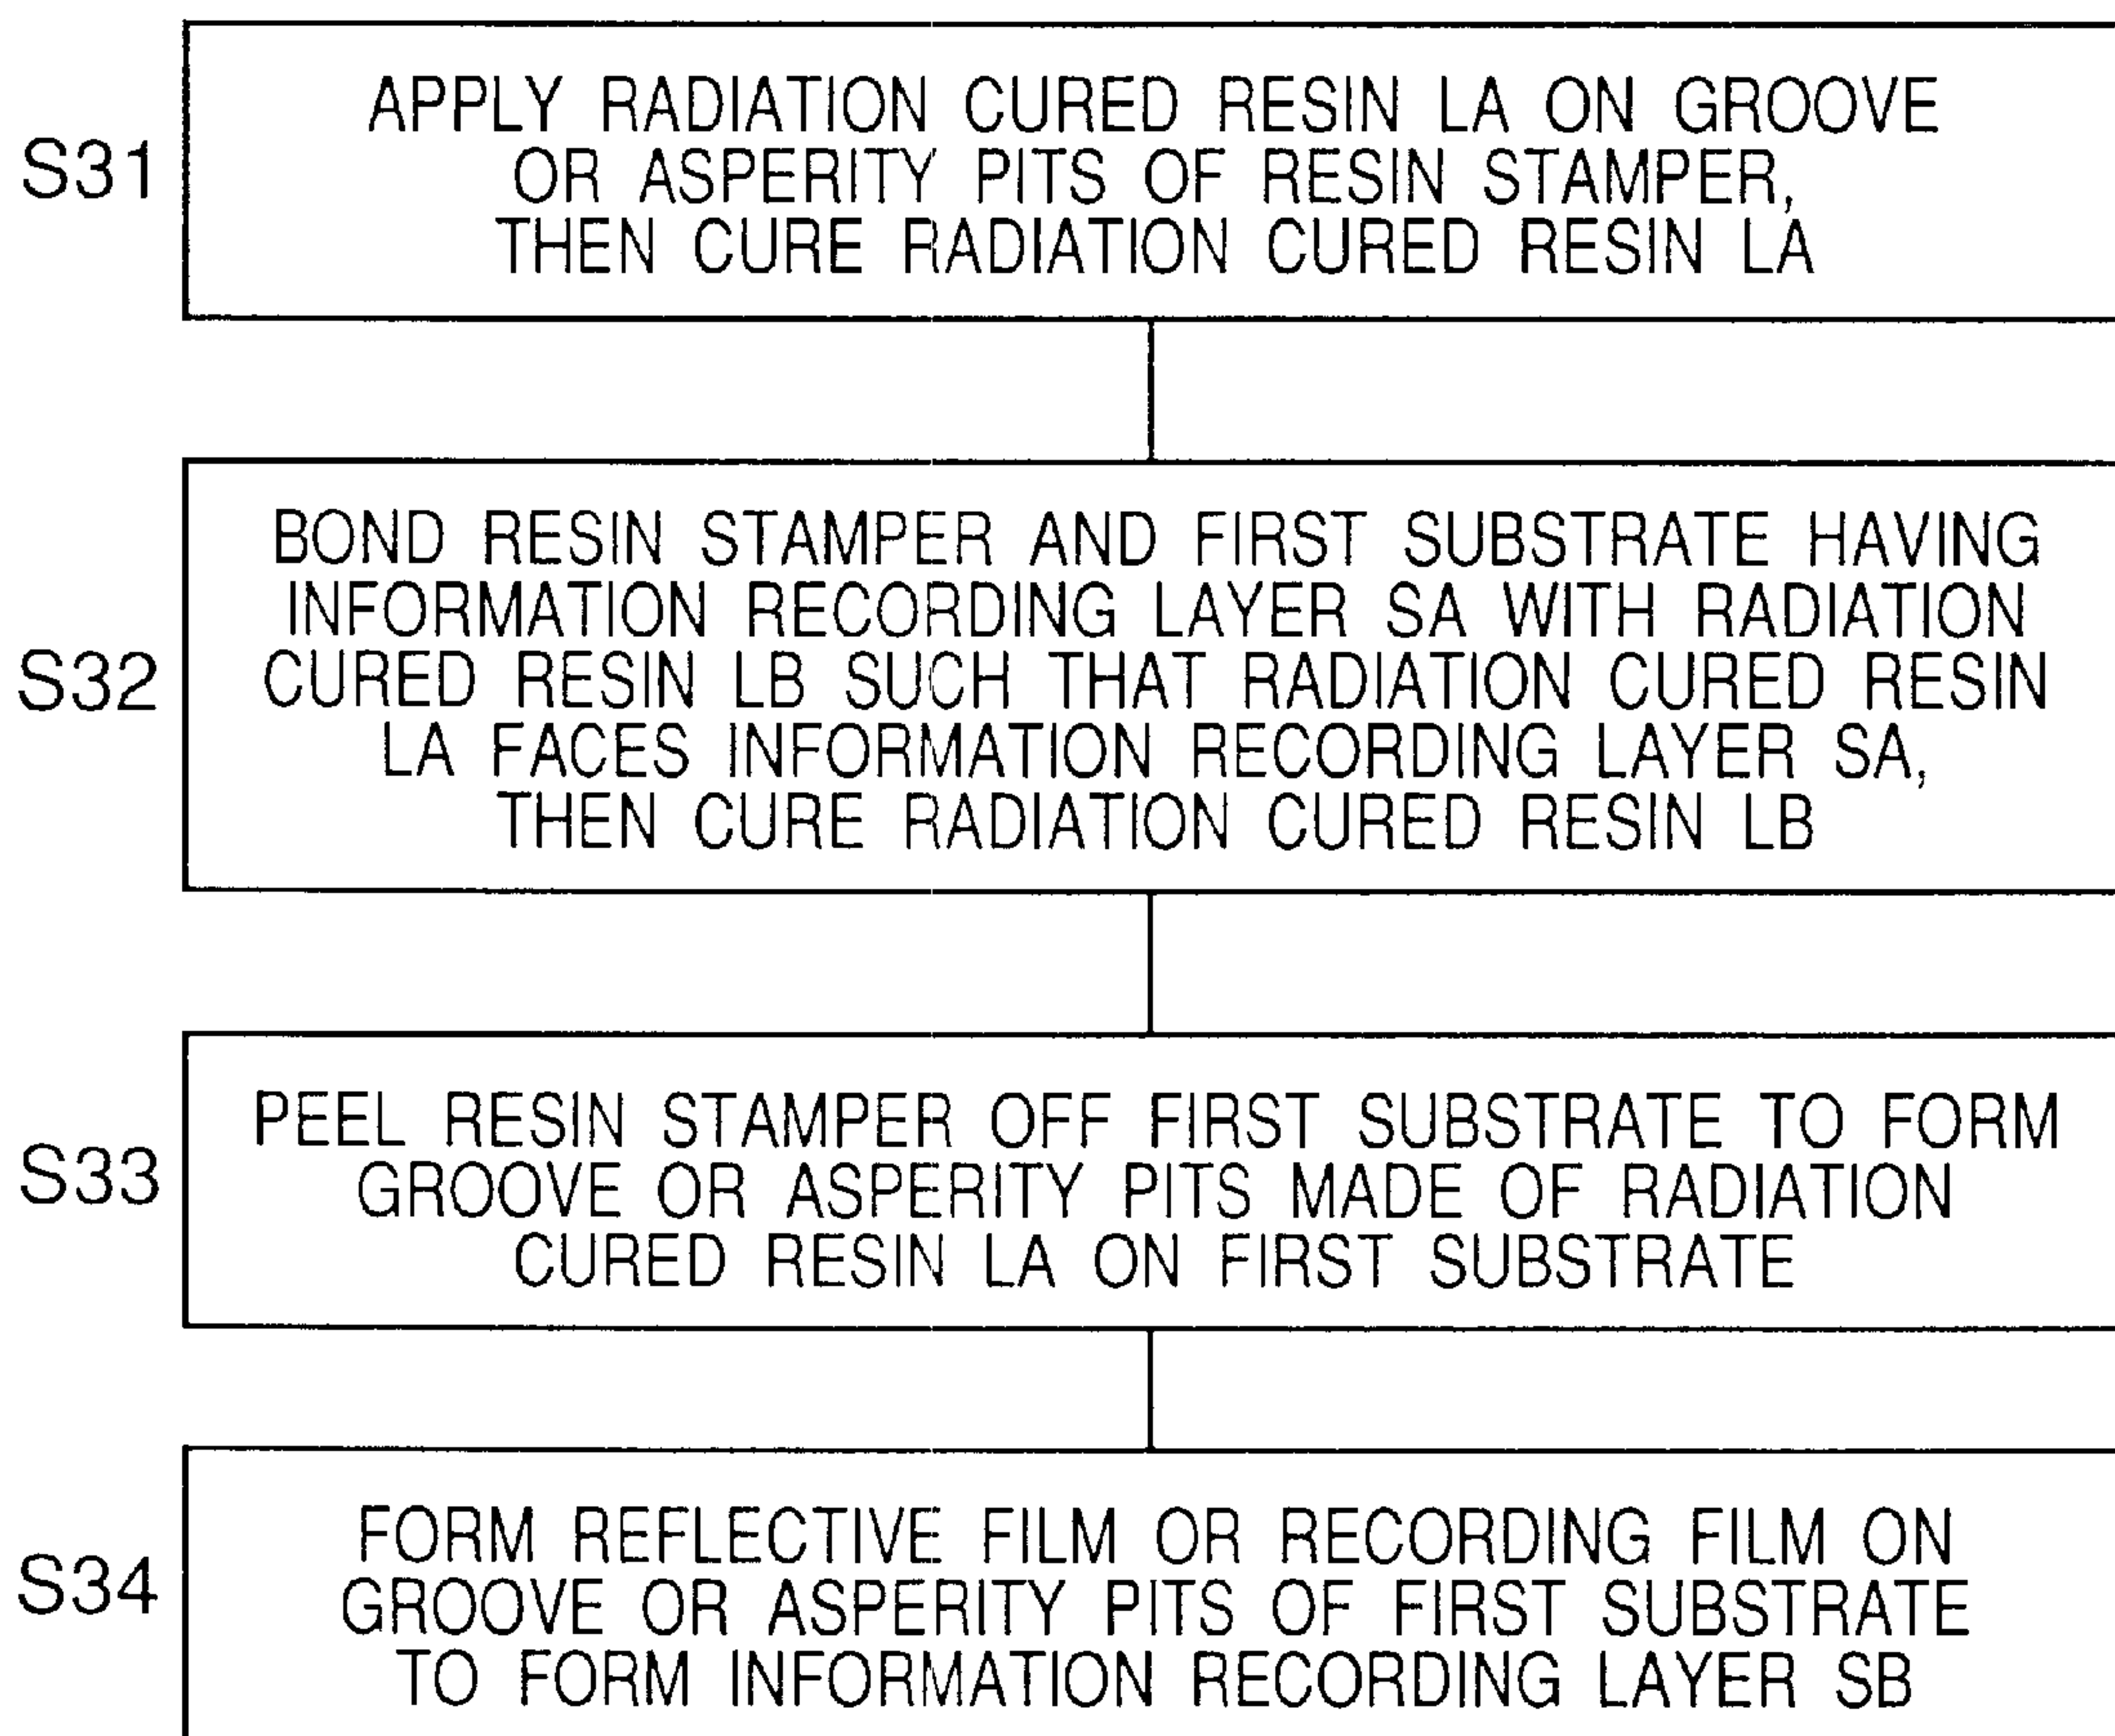 S31
APPLY RADIATION CURED RESIN LA ON GROOVE
OR ASPERITY PITS OF RESIN STAMPER,
THEN CURE RADIATION CURED RESIN LA
S32
BOND RESIN STAMPER AND FIRST SUBSTRATE HAVING
INFORMATION RECORDING LAYER SA WITH RADIATION
CURED RESIN LB SUCH THAT RADIATION CURED RESIN
LA FACES INFORMATION RECORDING LAYER SA,
THEN CURE RADIATION CURED RESIN LB
S33
PEEL RESIN STAMPER OFF FIRST SUBSTRATE TO FORM
GROOVE OR ASPERITY PITS MADE OF RADIATION
CURED RESIN LA ON FIRST SUBSTRATE
S34
FORM REFLECTIVE FILM OR RECORDING FILM ON
GROOVE OR ASPERITY PITS OF FIRST SUBSTRATE
TO FORM INFORMATION RECORDING LAYER SB